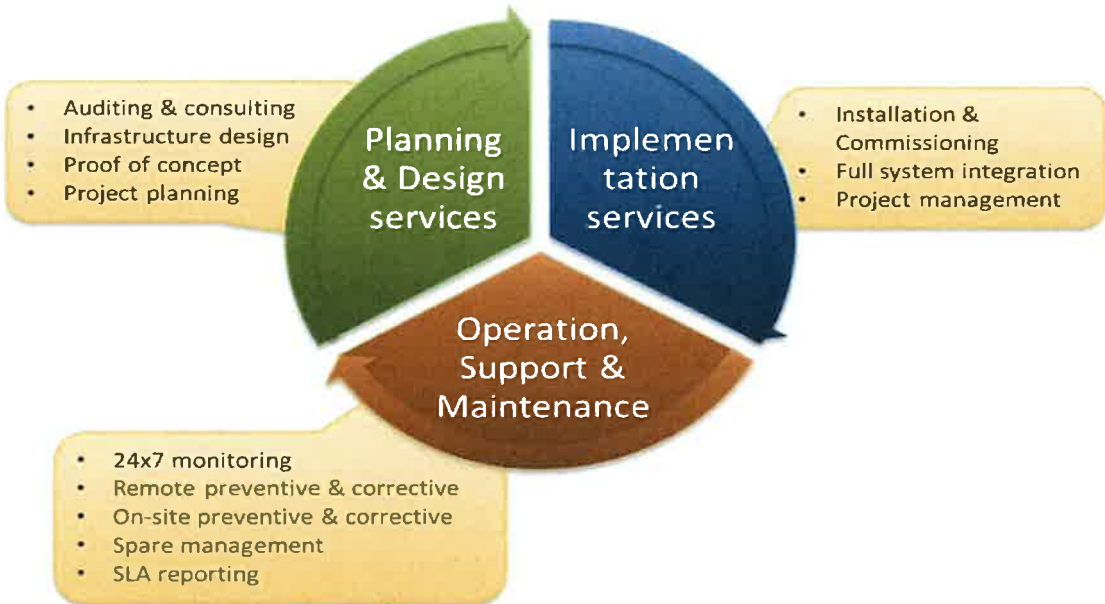 • Auditing & consulting
• Infrastructure design
• Proof of concept
• Project planning
Planning
& Design
services
Implemen
tation
services
• Installation &
Commissioning
• Full system integration
• Project management
Operation,
Support &
Maintenance
• 24x7 monitoring
• Remote preventive & corrective
• On-site preventive & corrective
• Spare management
• SLA reporting